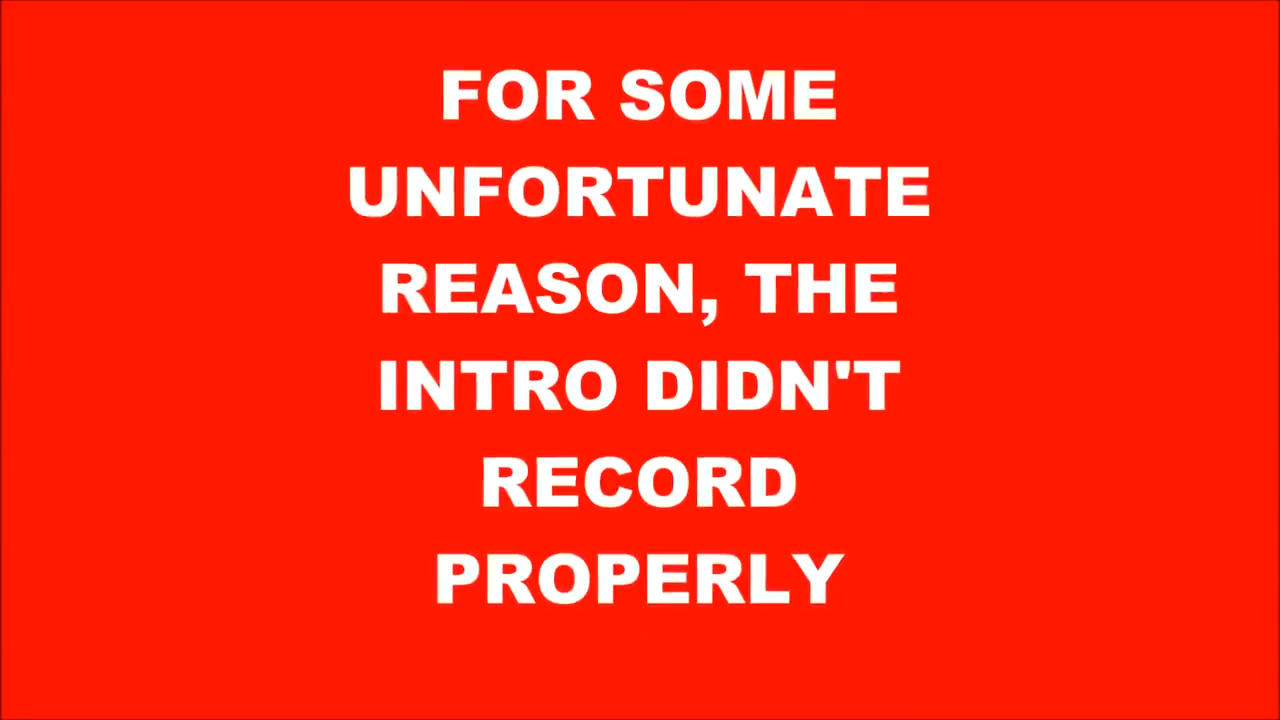 FOR SOME
UNFORTUNATE
REASON, THE
INTRO DIDN'T
RECORD
PROPERLY